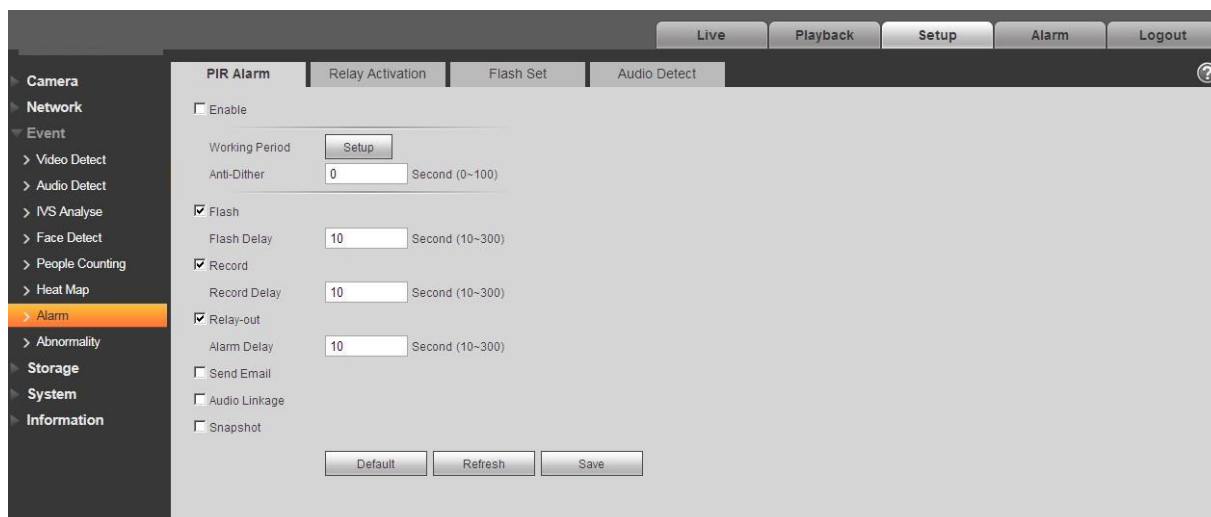 Live Playback Setup Alarm Logout
PIR Alarm Relay Activation Flash Set Audio Detect ?
Camera
Network
Event
> Video Detect
> Audio Detect
> IVS Analyse
> Face Detect
> People Counting
> Heat Map
> Alarm
> Abnormality
Storage
System
Information
Enable
Working Period Setup
Anti-Dither 0 Second (0~100)
Flash
Flash Delay 10 Second (10~300)
Record
Record Delay 10 Second (10~300)
Relay-out
Alarm Delay 10 Second (10~300)
Send Email
Audio Linkage
Snapshot
Default Refresh Save